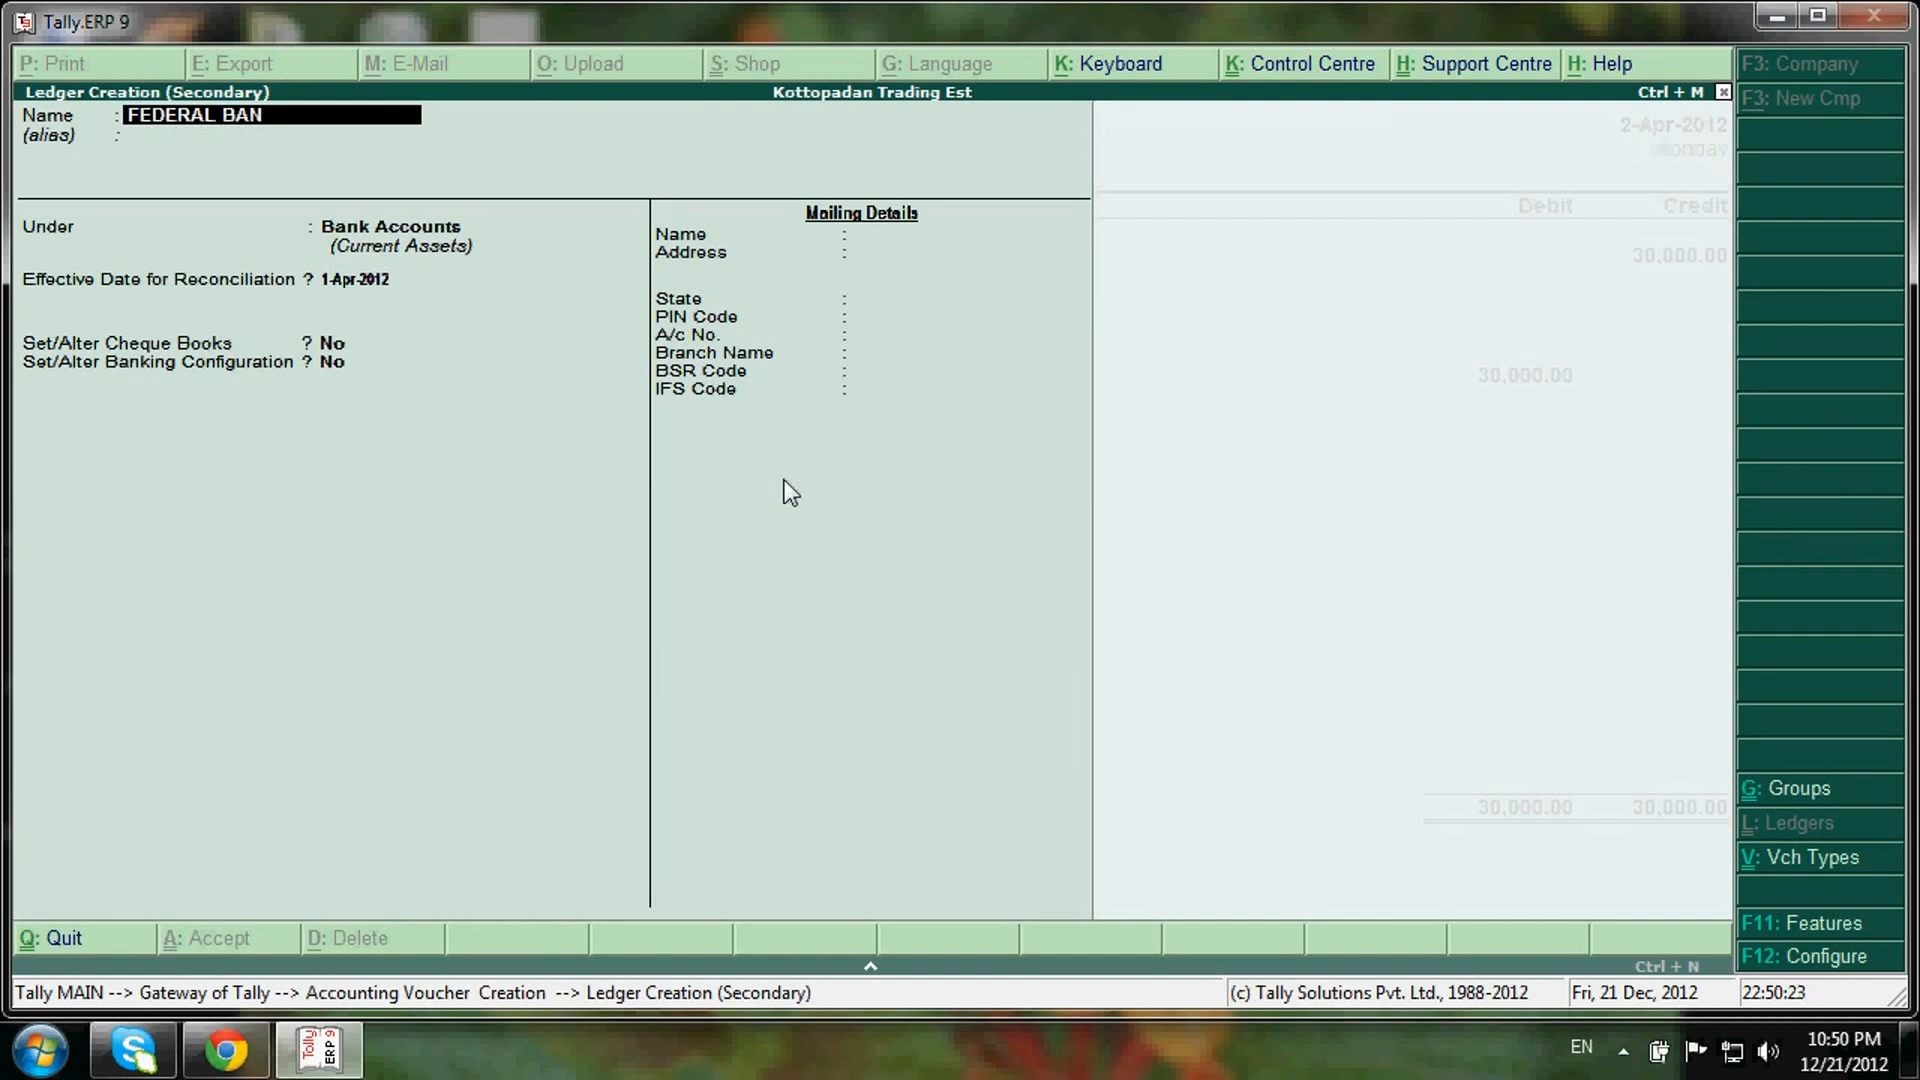 Tally.ERP 9
P: Print E: Export M: E-Mail O: Upload S: Shop G: Language K: Keyboard K: Control Centre H: Support Centre H: Help F3: Company
Ledger Creation (Secondary) Kottopadan Trading Est Ctrl + M
F3: New Cmp
Name : FEDERAL BAN
(alias) :
2-Apr-2012
Mailing Details
Debit Credit
Under : Bank Accounts
(Current Assets)
Name :
Address :
30,000.00
Effective Date for Reconciliation ? 1-Apr-2012
State :
PIN Code :
A/c No. :
Set/Alter Cheque Books ? No
Branch Name :
Set/Alter Banking Configuration ? No
BSR Code :
30,000.00
IFS Code :
G: Groups
30,000.00 30,000.00
L: Ledgers
V: Vch Types
F11: Features
Q: Quit A: Accept D: Delete
F12: Configure
Ctrl + N
Tally MAIN --> Gateway of Tally --> Accounting Voucher Creation --> Ledger Creation (Secondary) (c) Tally Solutions Pvt. Ltd., 1988-2012 Fri, 21 Dec, 2012 22:50:23
Tally ERP 9
EN
10:50 PM
12/21/2012